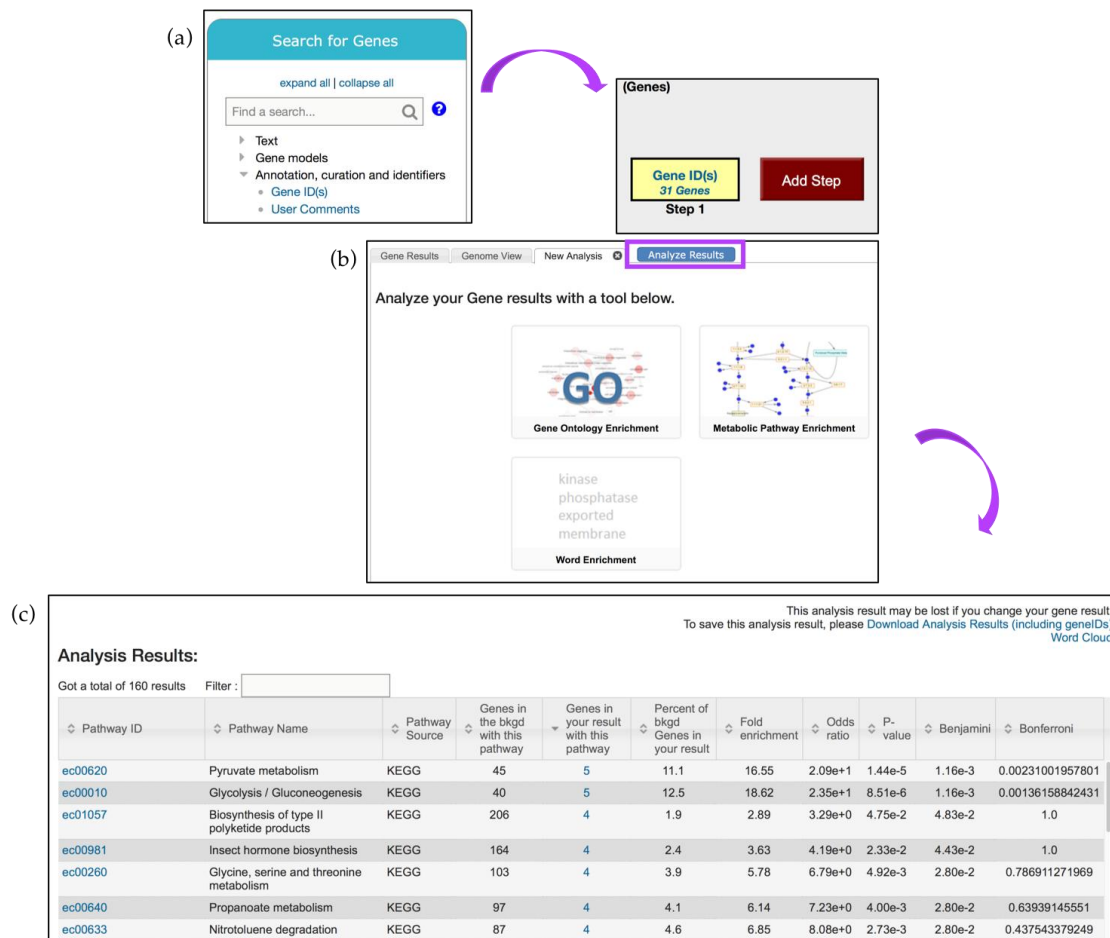 (a)
Search for Genes
expand all | collapse all
Find a search...
?
Text
Gene models
Annotation, curation and identifiers
Gene ID(s)
User Comments
(Genes)
Gene ID(s)
31 Genes
Step 1
Add Step
(b)
Gene Results Genome View New Analysis Analyze Results
Analyze your Gene results with a tool below.
GO
Gene Ontology Enrichment
Metabolic Pathway Enrichment
kinase
phosphatase
exported
membrane
Word Enrichment
(c)
This analysis result may be lost if you change your gene result
To save this analysis result, please Download Analysis Results (including geneIDs)
Word Cloud
Analysis Results:
Got a total of 160 results Filter :
Pathway ID Pathway Name Pathway Source Genes in the bkgd with this pathway Genes in your result with this pathway Percent of bkgd Genes in your result Fold enrichment Odds ratio P-value Benjamini Bonferroni
ec00620 Pyruvate metabolism KEGG 45 5 11.1 16.55 2.09e+1 1.44e-5 1.16e-3 0.00231001957801
ec00010 Glycolysis / Gluconeogenesis KEGG 40 5 12.5 18.62 2.35e+1 8.51e-6 1.16e-3 0.00136158842431
ec01057 Biosynthesis of type II polyketide products KEGG 206 4 1.9 2.89 3.29e+0 4.75e-2 4.83e-2 1.0
ec00981 Insect hormone biosynthesis KEGG 164 4 2.4 3.63 4.19e+0 2.33e-2 4.43e-2 1.0
ec00260 Glycine, serine and threonine metabolism KEGG 103 4 3.9 5.78 6.79e+0 4.92e-3 2.80e-2 0.786911271969
ec00640 Propanoate metabolism KEGG 97 4 4.1 6.14 7.23e+0 4.00e-3 2.80e-2 0.63939145551
ec00633 Nitrotoluene degradation KEGG 87 4 4.6 6.85 8.08e+0 2.73e-3 2.80e-2 0.437543379249